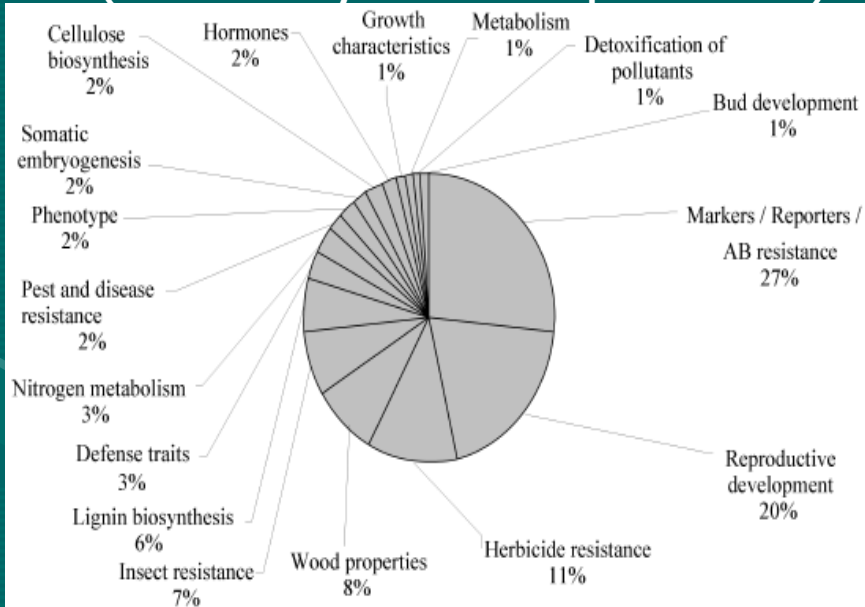 Cellulose
biosynthesis
2%
Hormones
2%
Growth
characteristics
1%
Metabolism
1%
Detoxification of
pollutants
1%
Bud development
1%
Markers / Reporters /
AB resistance
27%
Reproductive
development
20%
Herbicide resistance
11%
Wood properties
8%
Insect resistance
7%
Lignin biosynthesis
6%
Defense traits
3%
Nitrogen metabolism
3%
Pest and disease
resistance
2%
Phenotype
2%
Somatic
embryogenesis
2%